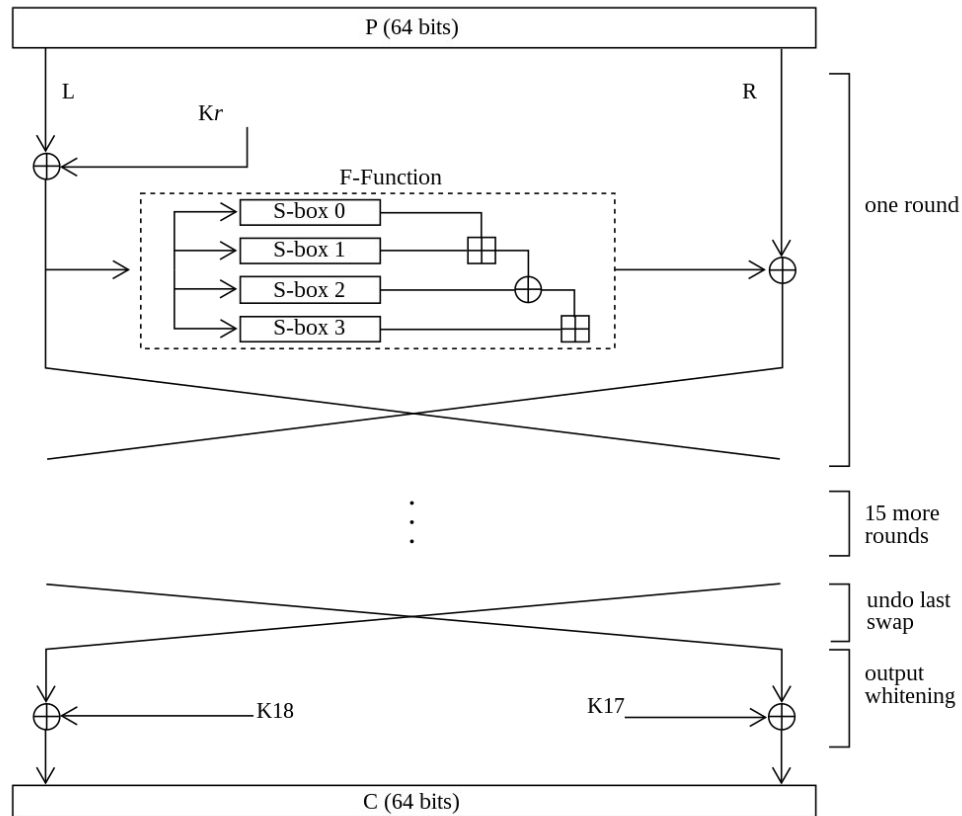 P (64 bits)
L
R
Kr
F-Function
S-box 0
one round
S-box 1
S-box 2
S-box 3
15 more
rounds
undo last
swap
output
whitening
K18
K17
C (64 bits)